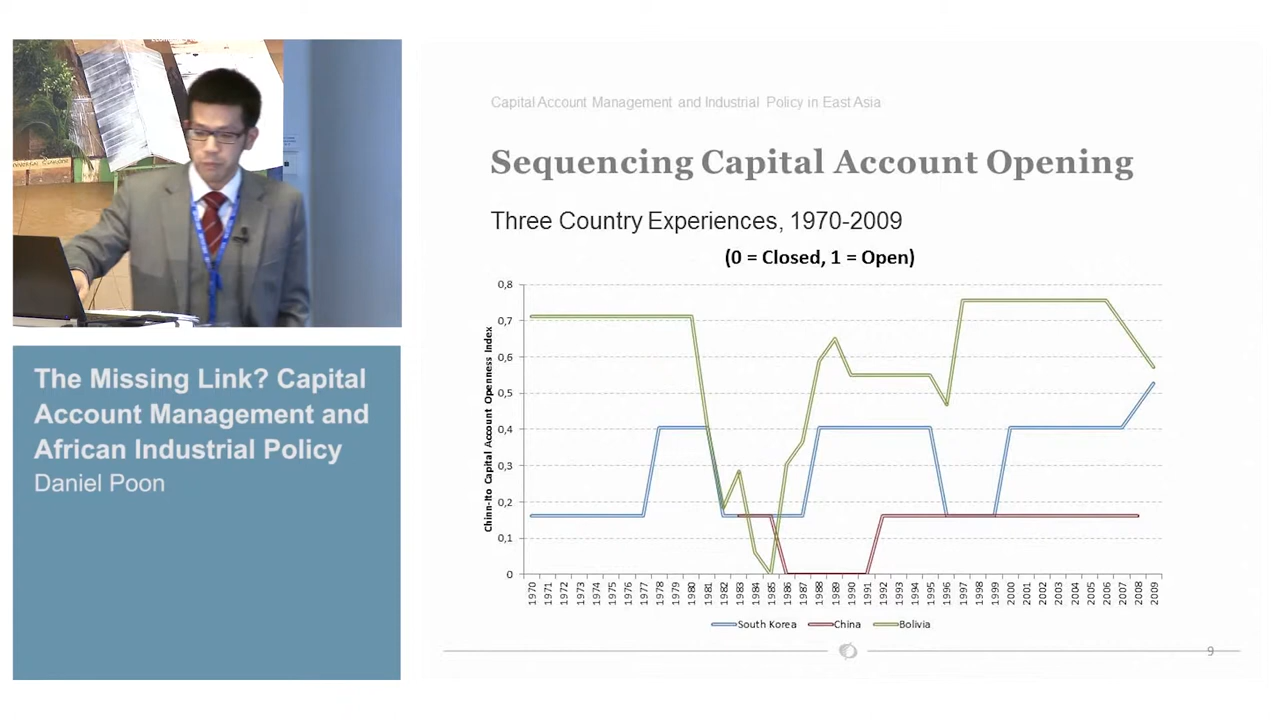 Capital Account Management and Industrial Policy in East Asia
Sequencing Capital Account Opening
Three Country Experiences, 1970-2009
(0 = Closed, 1 = Open)
Chinn-Ito Capital Account Openness Index
0,8
0,7
0,6
0,5
0,4
0,3
0,2
0,1
0
1970 1971 1972 1973 1974 1975 1976 1977 1978 1979 1980 1981 1982 1983 1984 1985 1986 1987 1988 1989 1990 1991 1992 1993 1994 1995 1996 1997 1998 1999 2000 2001 2002 2003 2004 2005 2006 2007 2008 2009
South Korea China Bolivia
9
The Missing Link? Capital
Account Management and
African Industrial Policy
Daniel Poon